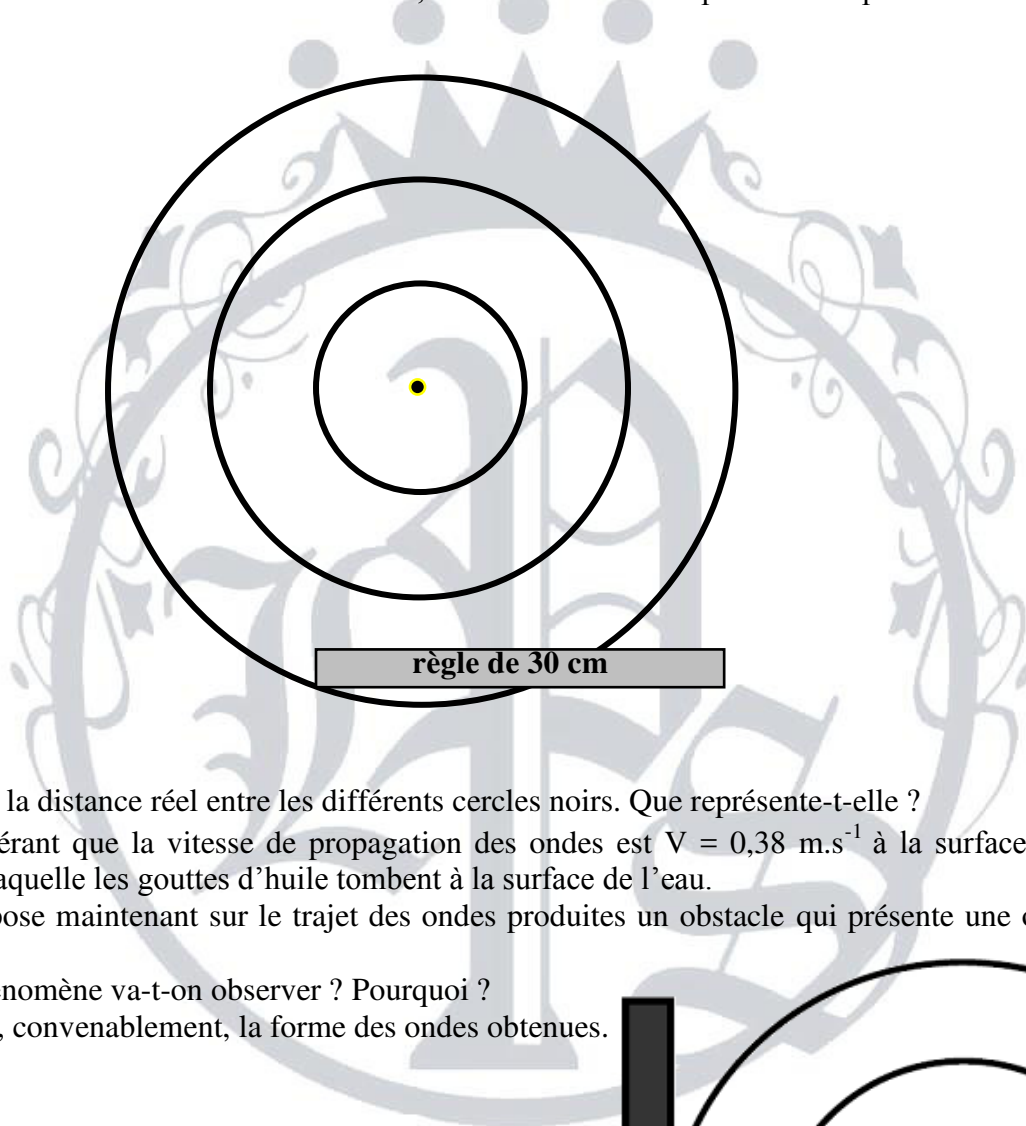 règle de 30 cm
la distance réel entre les différents cercles noirs. Que représente-t-elle ?
érant que la vitesse de propagation des ondes est V = 0,38 m.s⁻¹ à la surface
aquelle les gouttes d’huile tombent à la surface de l’eau.
pose maintenant sur le trajet des ondes produites un obstacle qui présente une
énomène va-t-on observer ? Pourquoi ?
, convenablement, la forme des ondes obtenues.